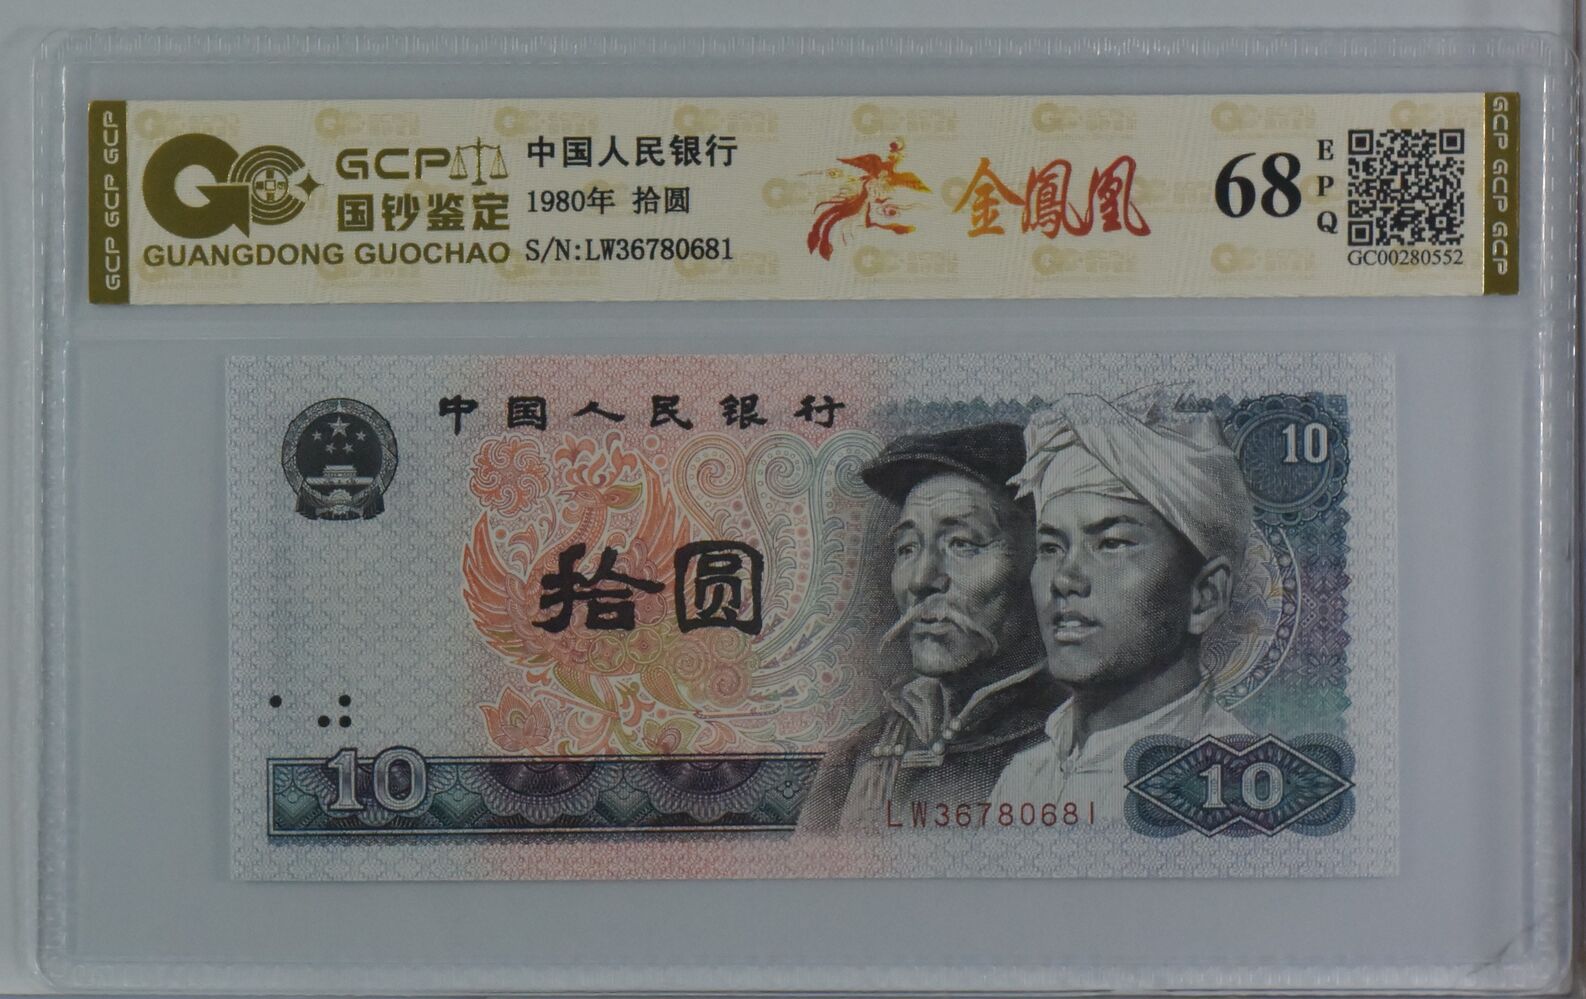 GCP GCP GCP
GCP
国钞鉴定
GUANGDONG GUOCHAO
中国人民银行
1980年 拾圆
S/N:LW36780681
金鳳凰
68
EPQ
GC00280552
GCP GCP GCP
中国人民银行
10
拾圆
10
LW36780681
10